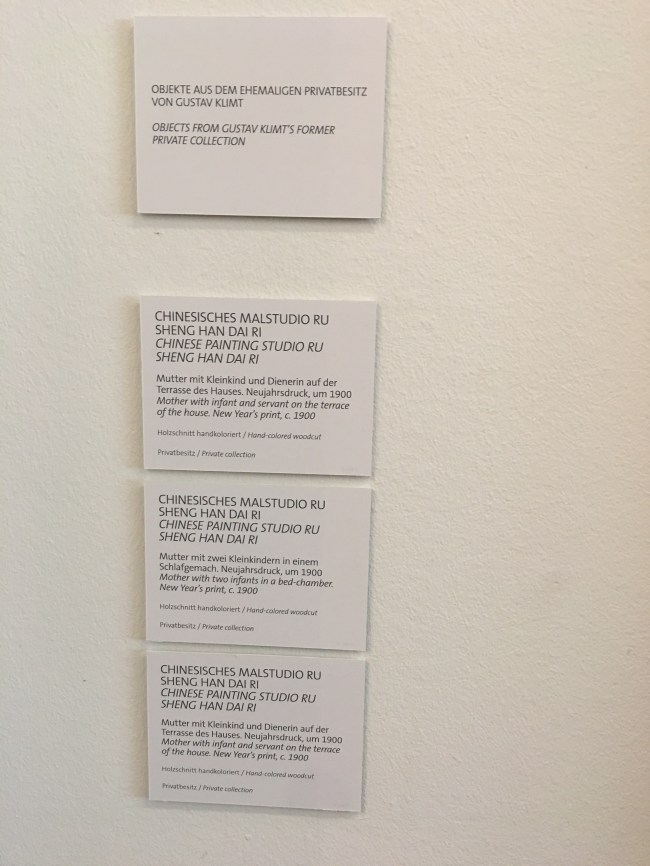 OBJEKTE AUS DEM EHEMALIGEN PRIVATBESITZ
VON GUSTAV KLIMT
OBJECTS FROM GUSTAV KLIMT'S FORMER
PRIVATE COLLECTION
CHINESISCHES MALSTUDIO RU
SHENG HAN DAI RI
CHINESE PAINTING STUDIO RU
SHENG HAN DAI RI
Mutter mit Kleinkind und Dienerin auf der
Terrasse des Hauses. Neujahrsdruck, um 1900
Mother with infant and servant on the terrace
of the house. New Year's print, c. 1900
Holzschnitt handkoloriert / Hand-colored woodcut
Privatbesitz / Private collection
CHINESISCHES MALSTUDIO RU
SHENG HAN DAI RI
CHINESE PAINTING STUDIO RU
SHENG HAN DAI RI
Mutter mit zwei Kleinkindern in einem
Schlafgemach. Neujahrsdruck, um 1900
Mother with two infants in a bed-chamber.
New Year's print, c. 1900
Holzschnitt handkoloriert / Hand-colored woodcut
Privatbesitz / Private collection
CHINESISCHES MALSTUDIO RU
SHENG HAN DAI RI
CHINESE PAINTING STUDIO RU
SHENG HAN DAI RI
Mutter mit Kleinkind und Dienerin auf der
Terrasse des Hauses. Neujahrsdruck, um 1900
Mother with infant and servant on the terrace
of the house. New Year's print, c. 1900
Holzschnitt handkoloriert / Hand-colored woodcut
Privatbesitz / Private collection